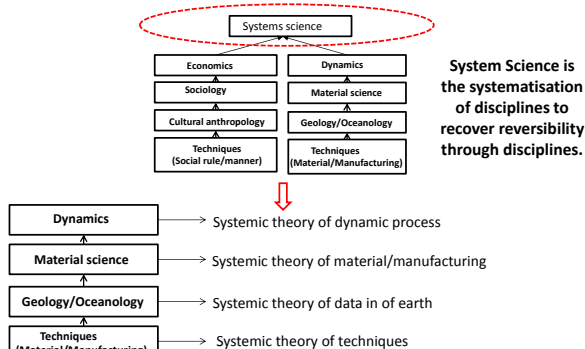 Systems science
Economics
Sociology
Cultural anthropology
Techniques
(Social rule/manner)
Dynamics
Material science
Geology/Oceanology
Techniques
(Material/Manufacturing)
System Science is
the systematisation
of disciplines to
recover reversibility
through disciplines.
Dynamics
Systemic theory of dynamic process
Material science
Systemic theory of material/manufacturing
Geology/Oceanology
Systemic theory of data in of earth
Techniques
(Material/Manufacturing)
Systemic theory of techniques